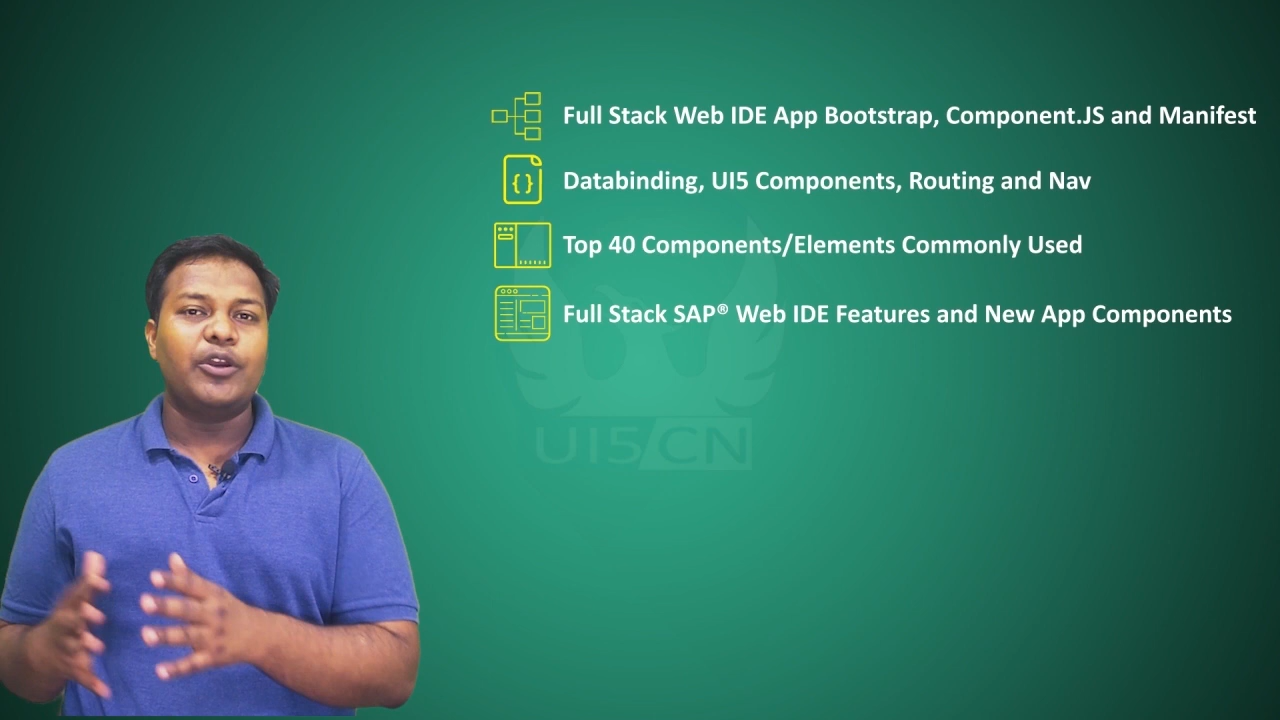 Full Stack Web IDE App Bootstrap, Component.JS and Manifest
{ } Databinding, UI5 Components, Routing and Nav
Top 40 Components/Elements Commonly Used
Full Stack SAP® Web IDE Features and New App Components
UI5/CN